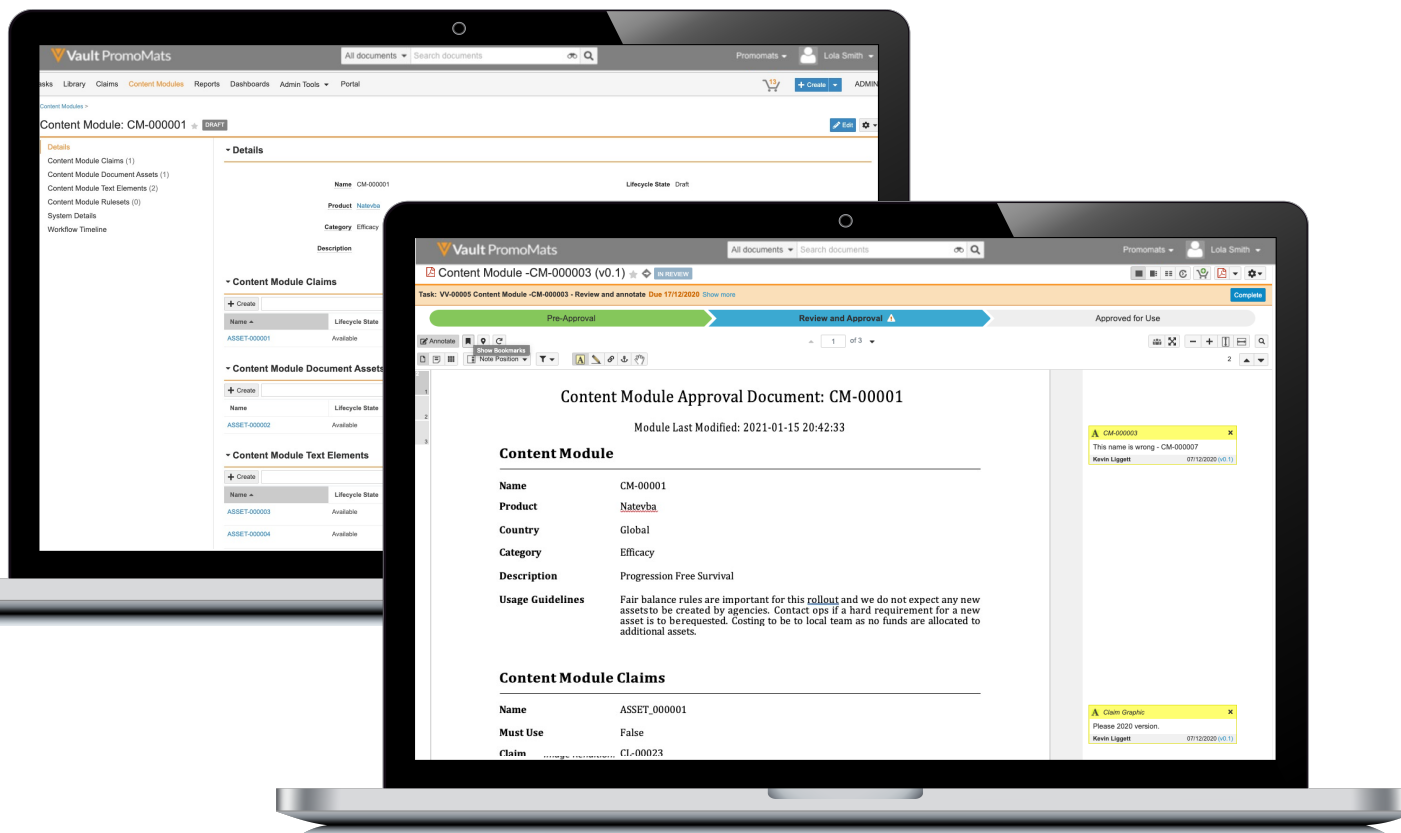 Vault PromoMats
All documents
Search documents
Promomats
Lola Smith
sks Library Claims Content Modules Reports Dashboards Admin Tools Portal
13
+ Create
ADMIN
Content Modules >
Content Module: CM-000001
DRAFT
Edit
Details
Content Module Claims (1)
Content Module Document Assets (1)
Content Module Text Elements (2)
Content Module Rulesets (0)
System Details
Workflow Timeline
Details
Name CM-000001
Lifecycle State Draft
Product Natevba
Category Efficacy
Description
Content Module Claims
+ Create
Name Lifecycle State
ASSET-000001 Available
Content Module Document Assets
+ Create
Name Lifecycle State
ASSET-000002 Available
Content Module Text Elements
+ Create
Name Lifecycle State
ASSET-000003 Available
ASSET-000004 Available
Vault PromoMats
All documents
Search documents
Promomats
Lola Smith
Content Module -CM-000003 (v0.1)
IN REVIEW
Task: VV-00005 Content Module -CM-000003 - Review and annotate Due 17/12/2020 Show more
Complete
Pre-Approval
Review and Approval
Approved for Use
Annotate
1 of 3
Show Bookmarks
Note Position
A
2
1
2
3
Content Module Approval Document: CM-00001
Module Last Modified: 2021-01-15 20:42:33
Content Module
Name CM-00001
Product Natevba
Country Global
Category Efficacy
Description Progression Free Survival
Usage Guidelines Fair balance rules are important for this rollout and we do not expect any new
assetsto be created by agencies. Contact ops if a hard requirement for a new
asset is to berequested. Costing to be to local team as no funds are allocated to
additional assets.
Content Module Claims
Name ASSET_000001
Must Use False
Claim CL-00023
A CM-000003
This name is wrong - CM-000007
Kevin Liggett 07/12/2020 (v0.1)
A Claim Graphic
Please 2020 version.
Kevin Liggett 07/12/2020 (v0.1)